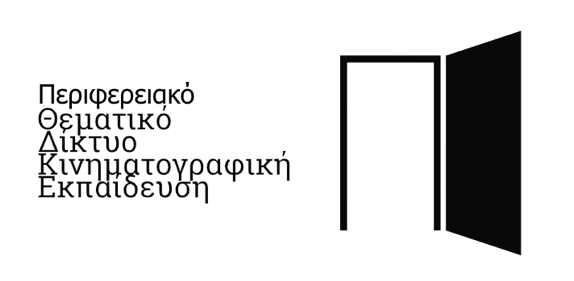 Περιφερειακό
Θεματικό
Δίκτυο
Κινηματογραφική
Εκπαίδευση